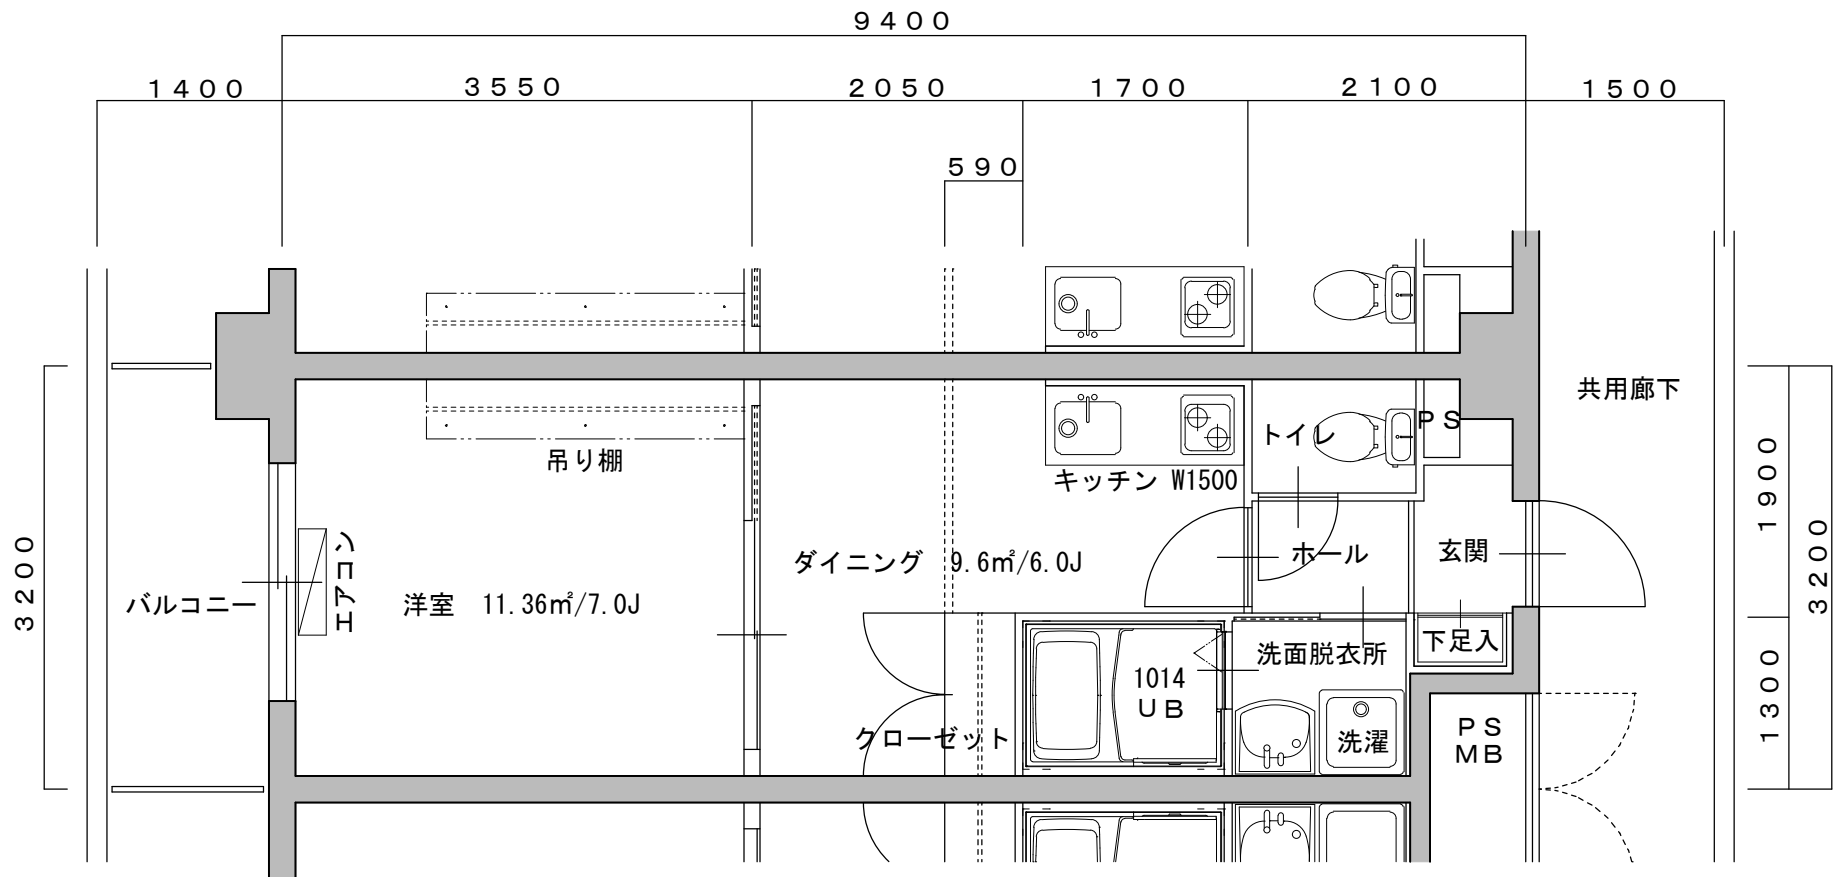 ９４００
１４００
３５５０
２０５０
１７００
２１００
１５００
５９０
共用廊下
ＰＳ
トイレ
吊り棚
キッチン W1500
１９００
３２００
３２００
エアコン
ホール
玄関
ダイニング 9.6㎡/6.0J
バルコニー
洋室 11.36㎡/7.0J
下足入
洗面脱衣所
1014
ＵＢ
１３００
クローゼット
洗濯
ＰＳ
ＭＢ